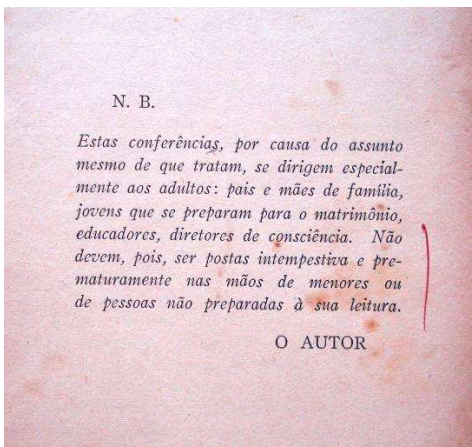 N. B.
Estas conferências, por causa do assunto
mesmo de que tratam, se dirigem especial-
mente aos adultos: pais e mães de família,
jovens que se preparam para o matrimônio,
educadores, diretores de consciência. Não
devem, pois, ser postas intempestiva e pre-
maturamente nas mãos de menores ou
de pessoas não preparadas à sua leitura.
O AUTOR